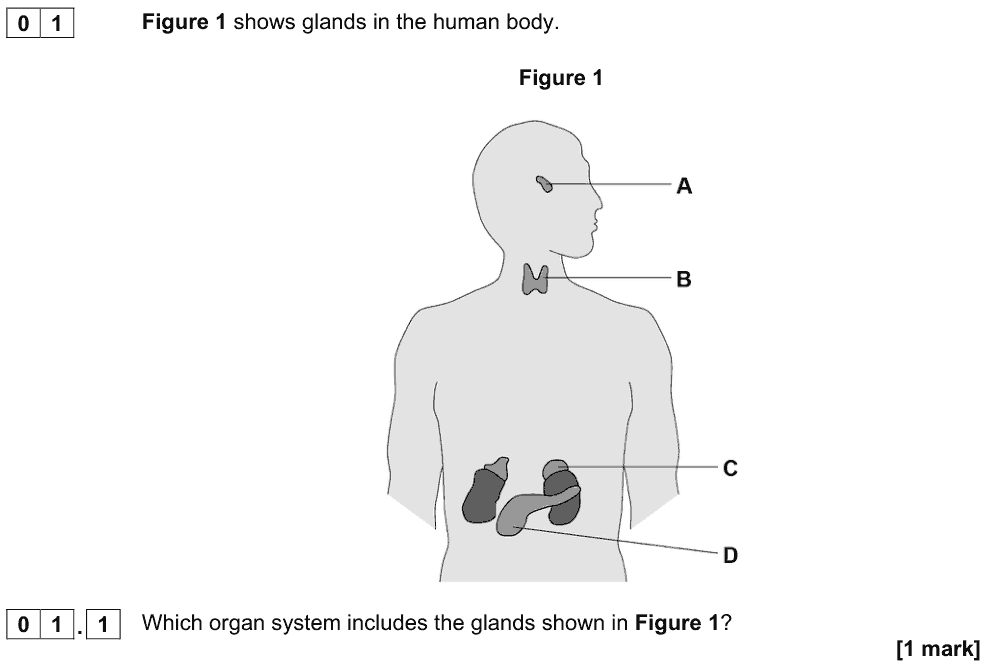 0 1 Figure 1 shows glands in the human body.
Figure 1
A
B
C
D
0 1 . 1 Which organ system includes the glands shown in Figure 1?
[1 mark]